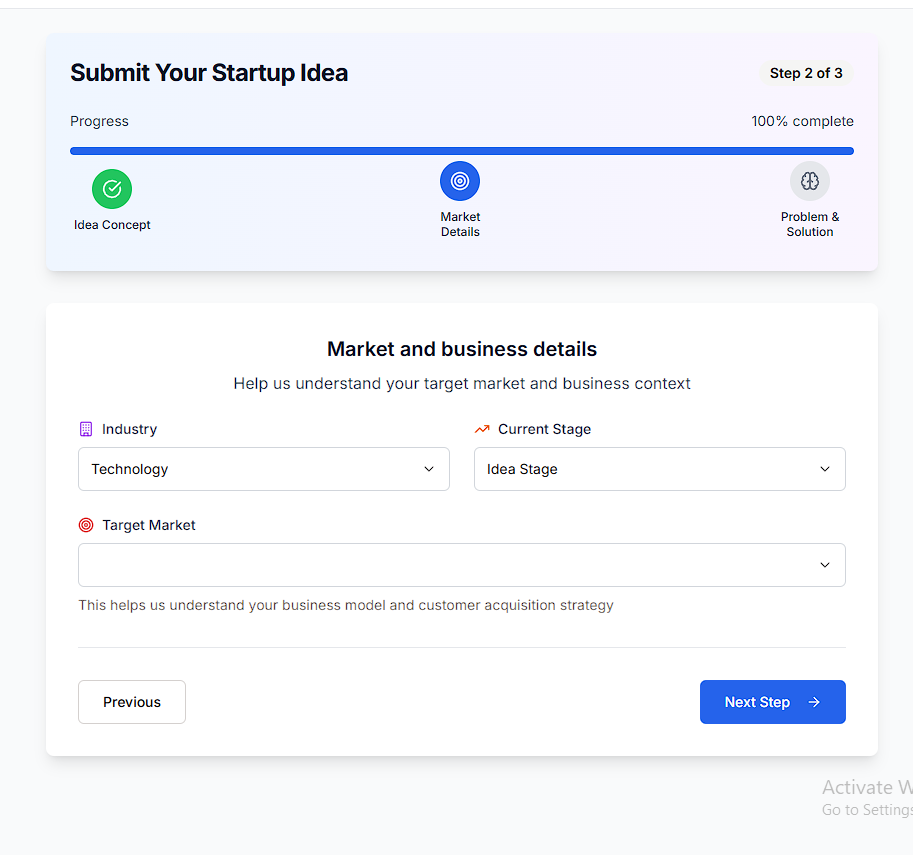 Submit Your Startup Idea
Step 2 of 3
Progress
100% complete
Idea Concept
Market
Details
Problem &
Solution
Market and business details
Help us understand your target market and business context
Industry
Current Stage
Technology
Idea Stage
Target Market
This helps us understand your business model and customer acquisition strategy
Previous
Next Step
Activate W
Go to Settings